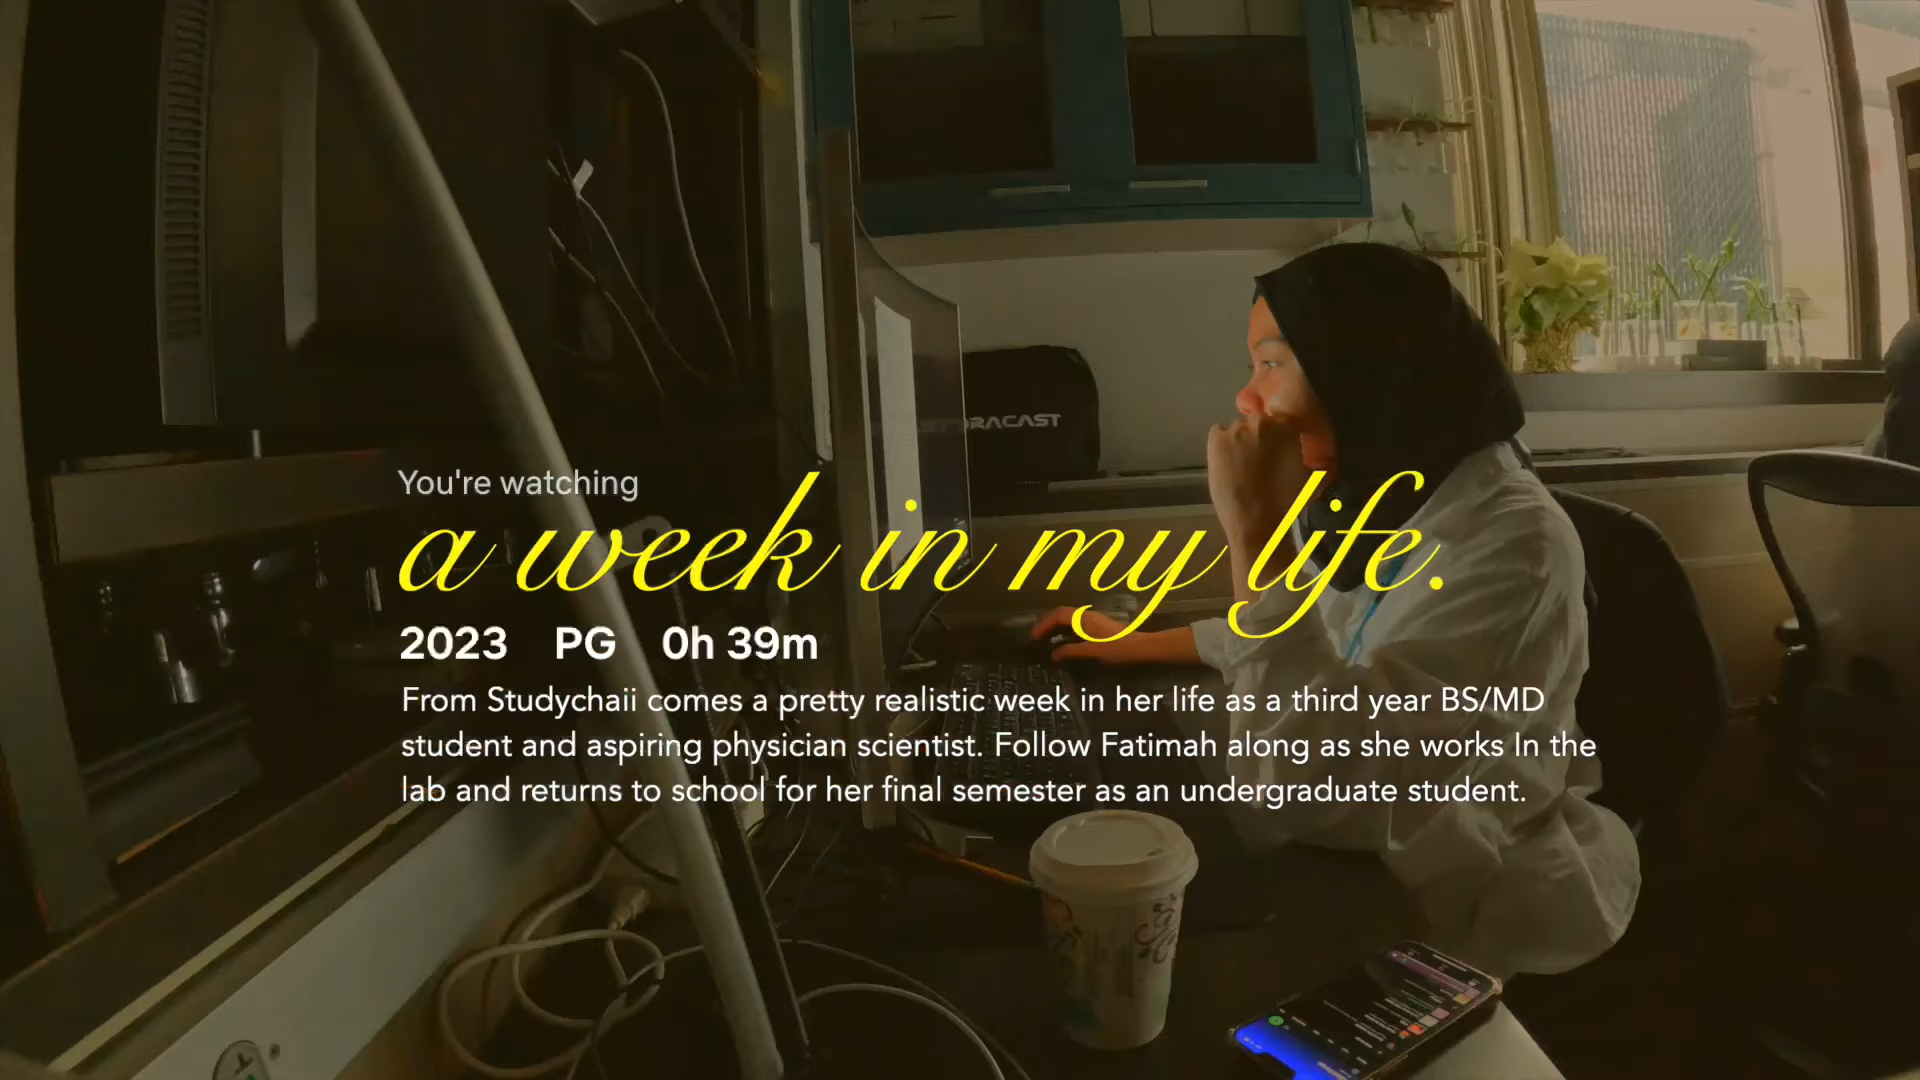 You're watching
a week in my life.
2023 PG 0h 39m
From Studychaii comes a pretty realistic week in her life as a third year BS/MD
student and aspiring physician scientist. Follow Fatimah along as she works In the
lab and returns to school for her final semester as an undergraduate student.